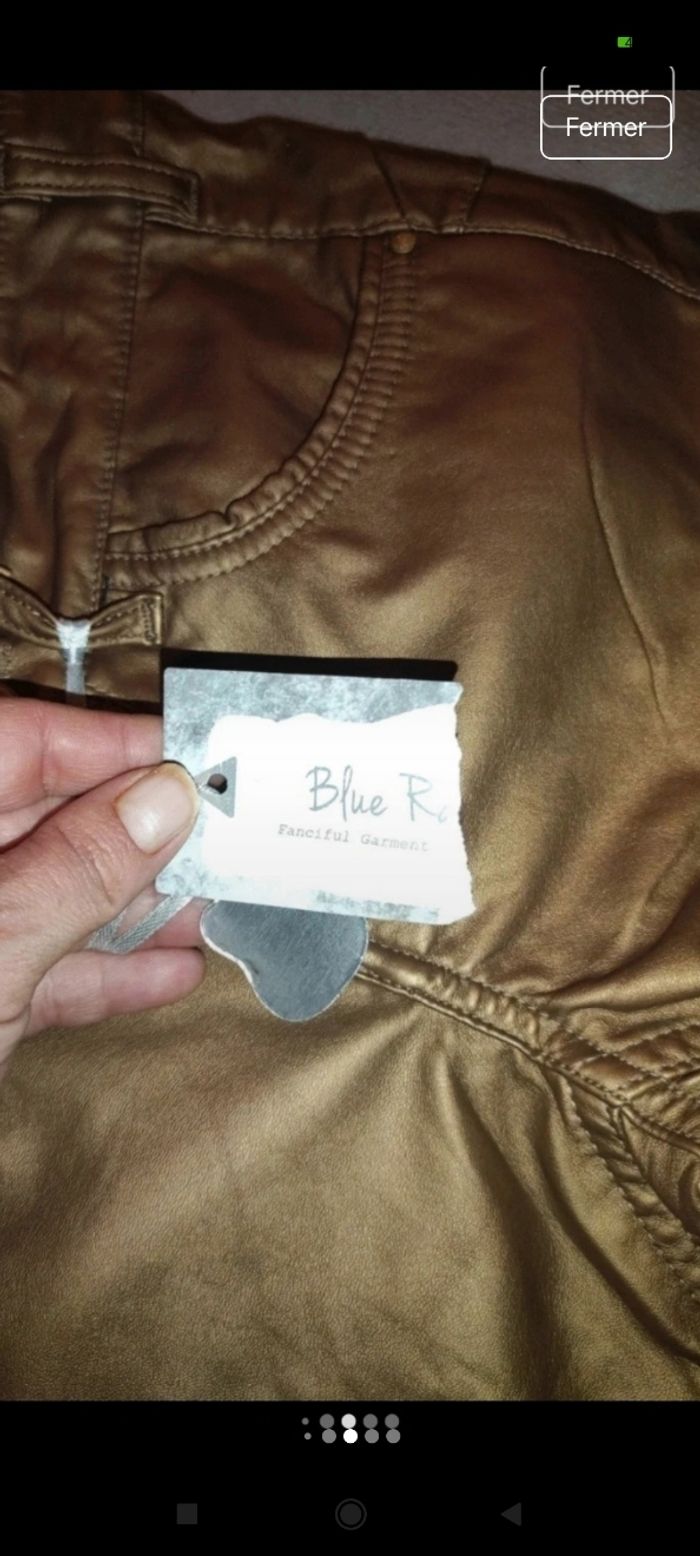 Fermer
Fermer
Blue
Fanciful Garment